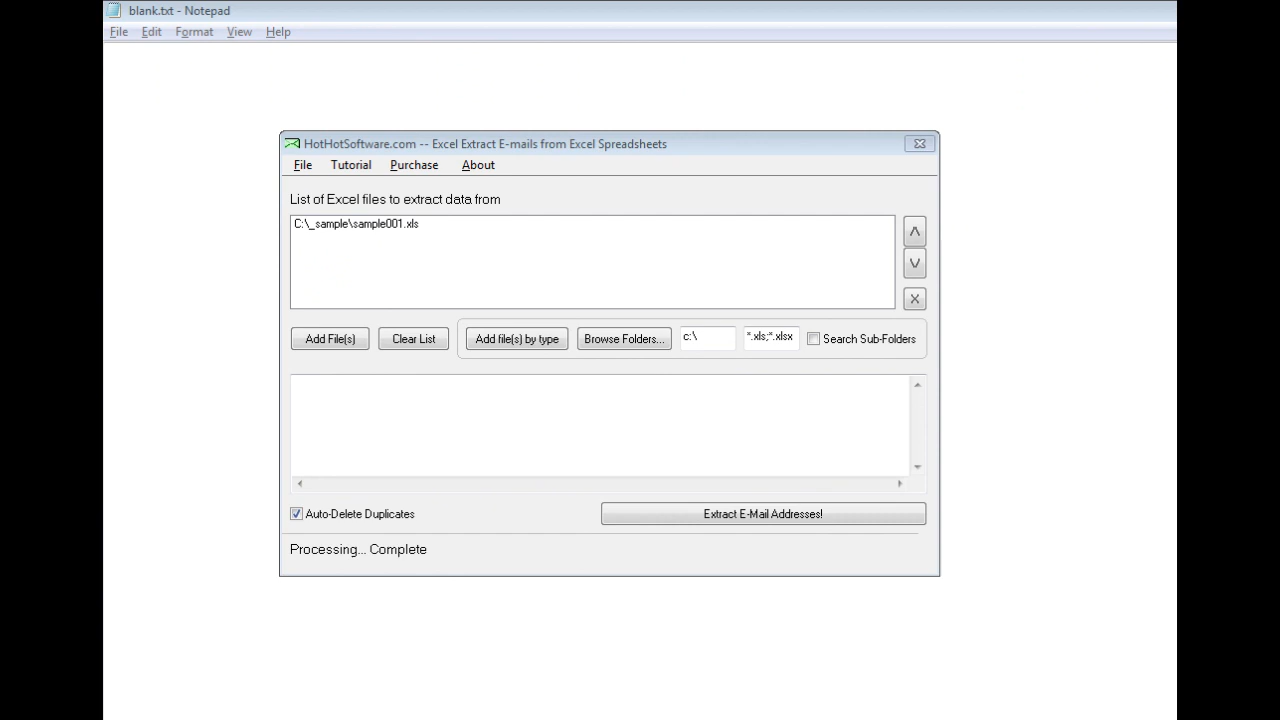 blank.txt - Notepad
File Edit Format View Help
HotHotSoftware.com -- Excel Extract E-mails from Excel Spreadsheets
File Tutorial Purchase About
List of Excel files to extract data from
C:\_sample\sample001.xls
Add File(s) Clear List Add file(s) by type Browse Folders... c:\ *.xls;*.xlsx Search Sub-Folders
Auto-Delete Duplicates Extract E-Mail Addresses!
Processing... Complete